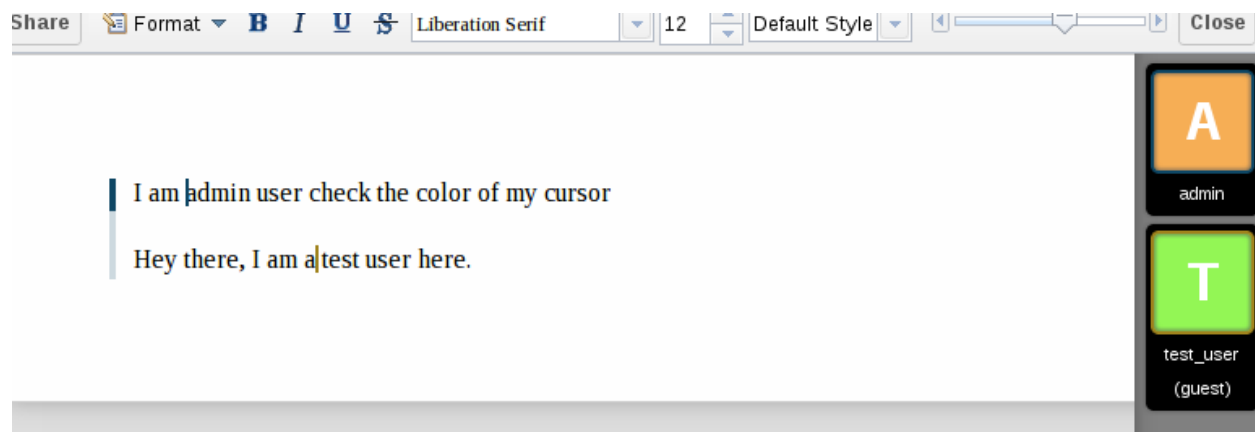 Share Format B I U S Liberation Serif 12 Default Style Close
I am admin user check the color of my cursor
Hey there, I am a test user here.
A
admin
T
test_user
(guest)